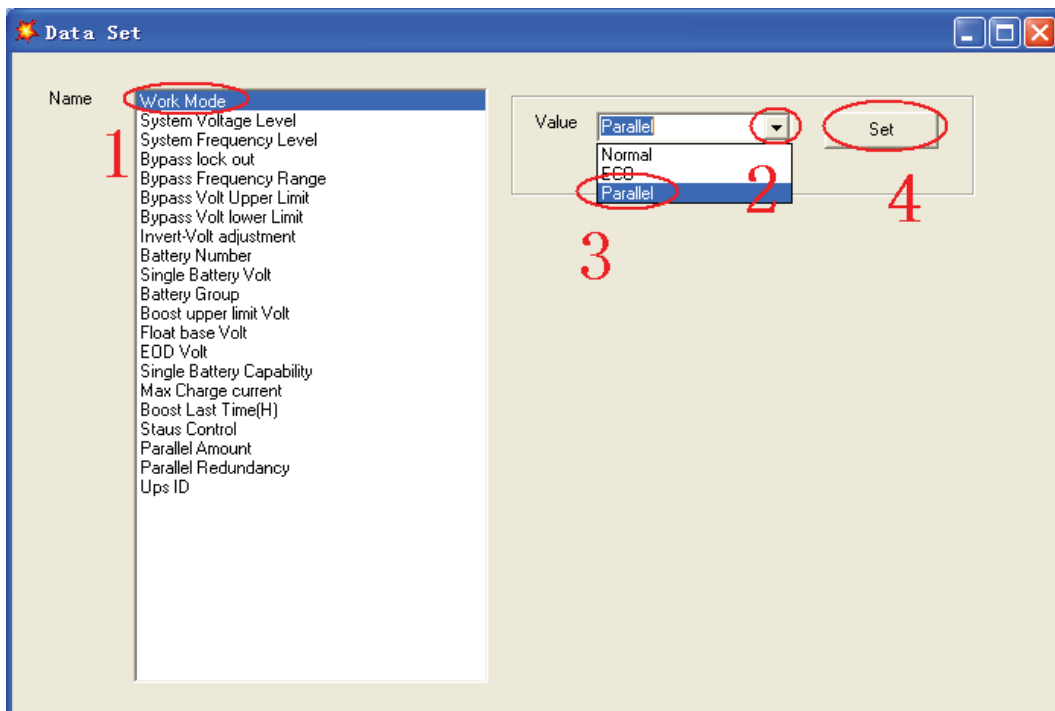 Data Set
Name
Work Mode
System Voltage Level
System Frequency Level
Bypass lock out
Bypass Frequency Range
Bypass Volt Upper Limit
Bypass Volt lower Limit
Invert-Volt adjustment
Battery Number
Single Battery Volt
Battery Group
Boost upper limit Volt
Float base Volt
EOD Volt
Single Battery Capability
Max Charge current
Boost Last Time(H)
Staus Control
Parallel Amount
Parallel Redundancy
Ups ID
1
Value
Parallel
Normal
ECO
Parallel
Set
2
3
4